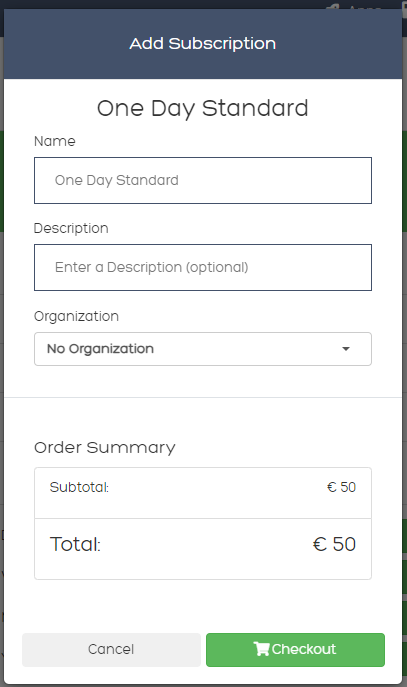 Add Subscription
One Day Standard
Name
One Day Standard
Description
Enter a Description (optional)
Organization
No Organization
Order Summary
Subtotal: € 50
Total: € 50
Cancel Checkout